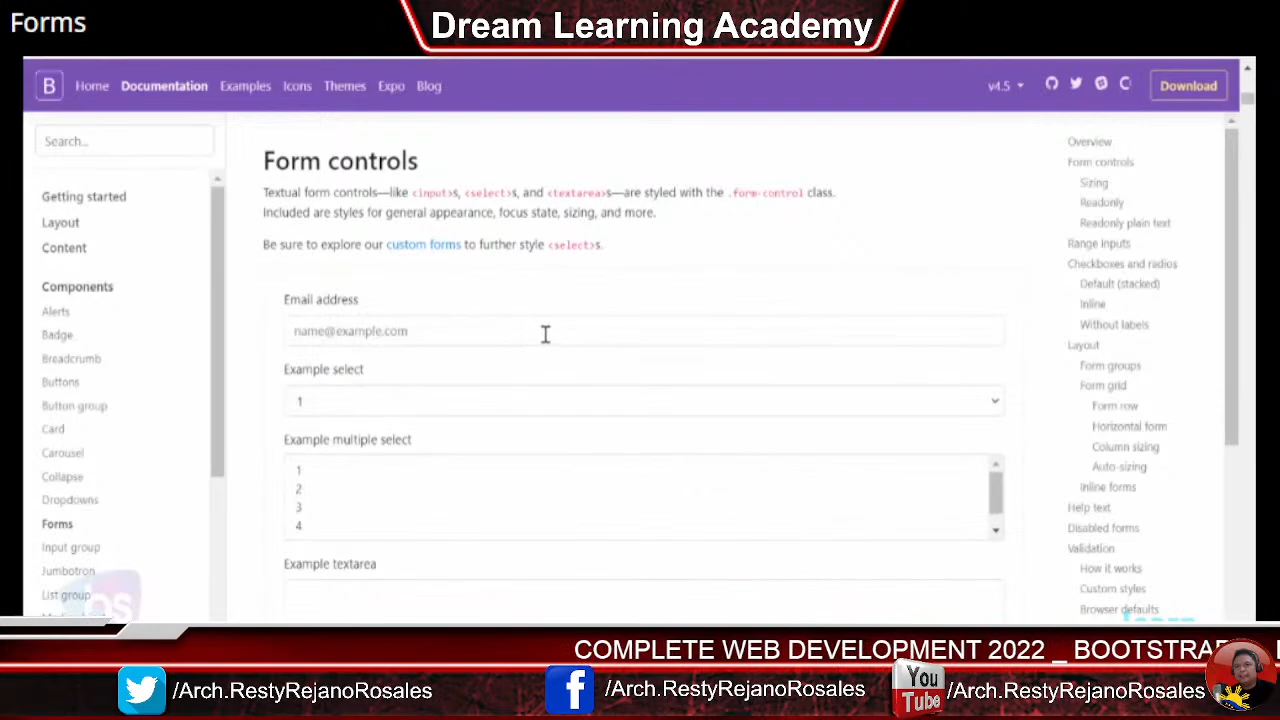 Forms
Dream Learning Academy
B Home Documentation Examples Icons Themes Expo Blog v4.5 Download
Search...
Getting started
Layout
Content
Components
Alerts
Badge
Breadcrumb
Buttons
Button group
Card
Carousel
Collapse
Dropdowns
Forms
Input group
Jumbotron
List group
bs
Form controls
Textual form controls—like <input>s, <select>s, and <textarea>s—are styled with the .form-control class.
Included are styles for general appearance, focus state, sizing, and more.
Be sure to explore our custom forms to further style <select>s.
Email address
name@example.com
Example select
1
Example multiple select
1
2
3
4
Example textarea
Overview
Form controls
Sizing
Readonly
Readonly plain text
Range inputs
Checkboxes and radios
Default (stacked)
Inline
Without labels
Layout
Form groups
Form grid
Form row
Horizontal form
Column sizing
Auto-sizing
Inline forms
Help text
Disabled forms
Validation
How it works
Custom styles
Browser defaults
COMPLETE WEB DEVELOPMENT 2022 _ BOOTSTRAP
/Arch.RestyRejanoRosales
f /Arch.RestyRejanoRosales
You Tube /Arch.RestyRejanoRosales